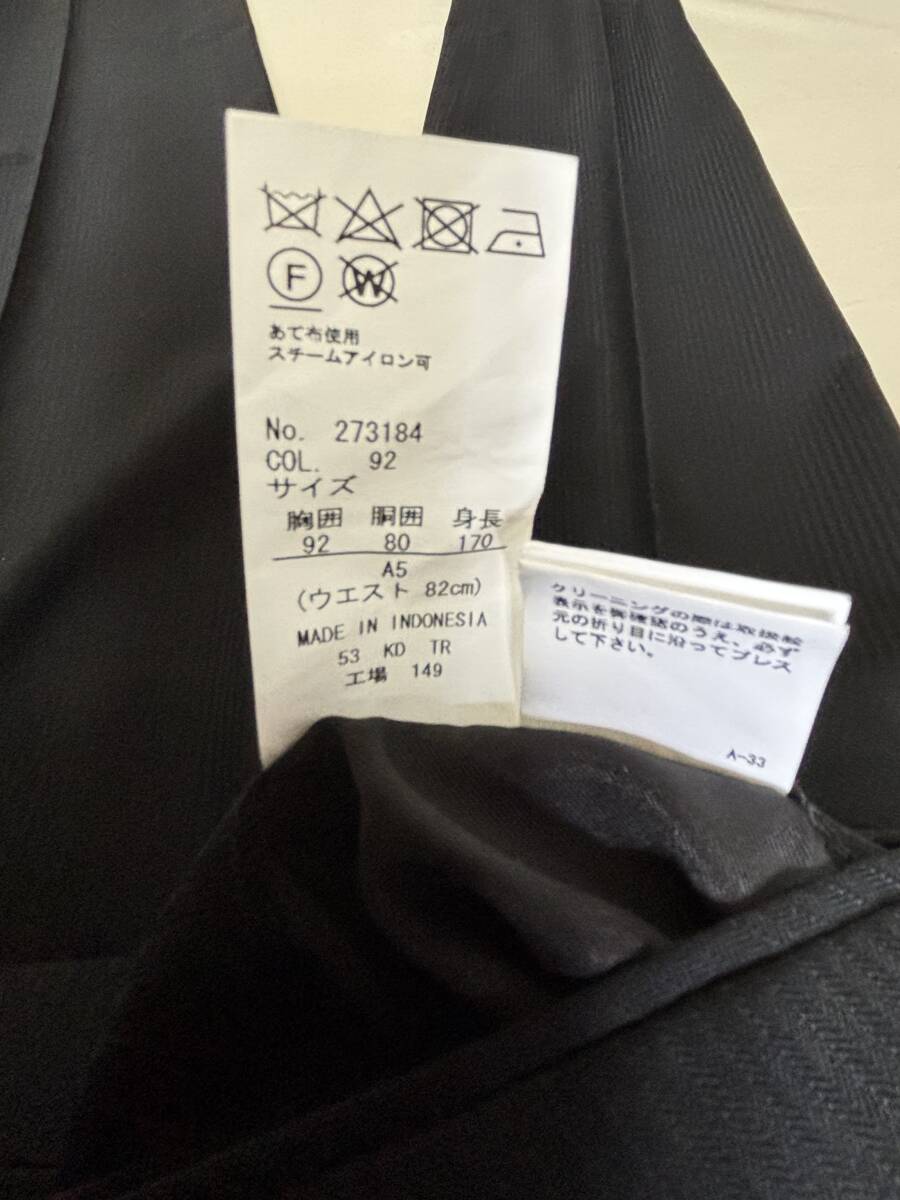 F
W
あて布使用
スチームアイロン可
No. 273184
COL. 92
サイズ
胸囲 胴囲 身長
92 80 170
A5
(ウエスト 82cm)
MADE IN INDONESIA
53 KD TR
工場 149
クリーニングの際は取扱絵
表示を御確認のうえ、必ず
元の折り目に沿ってプレス
して下さい。
A-33